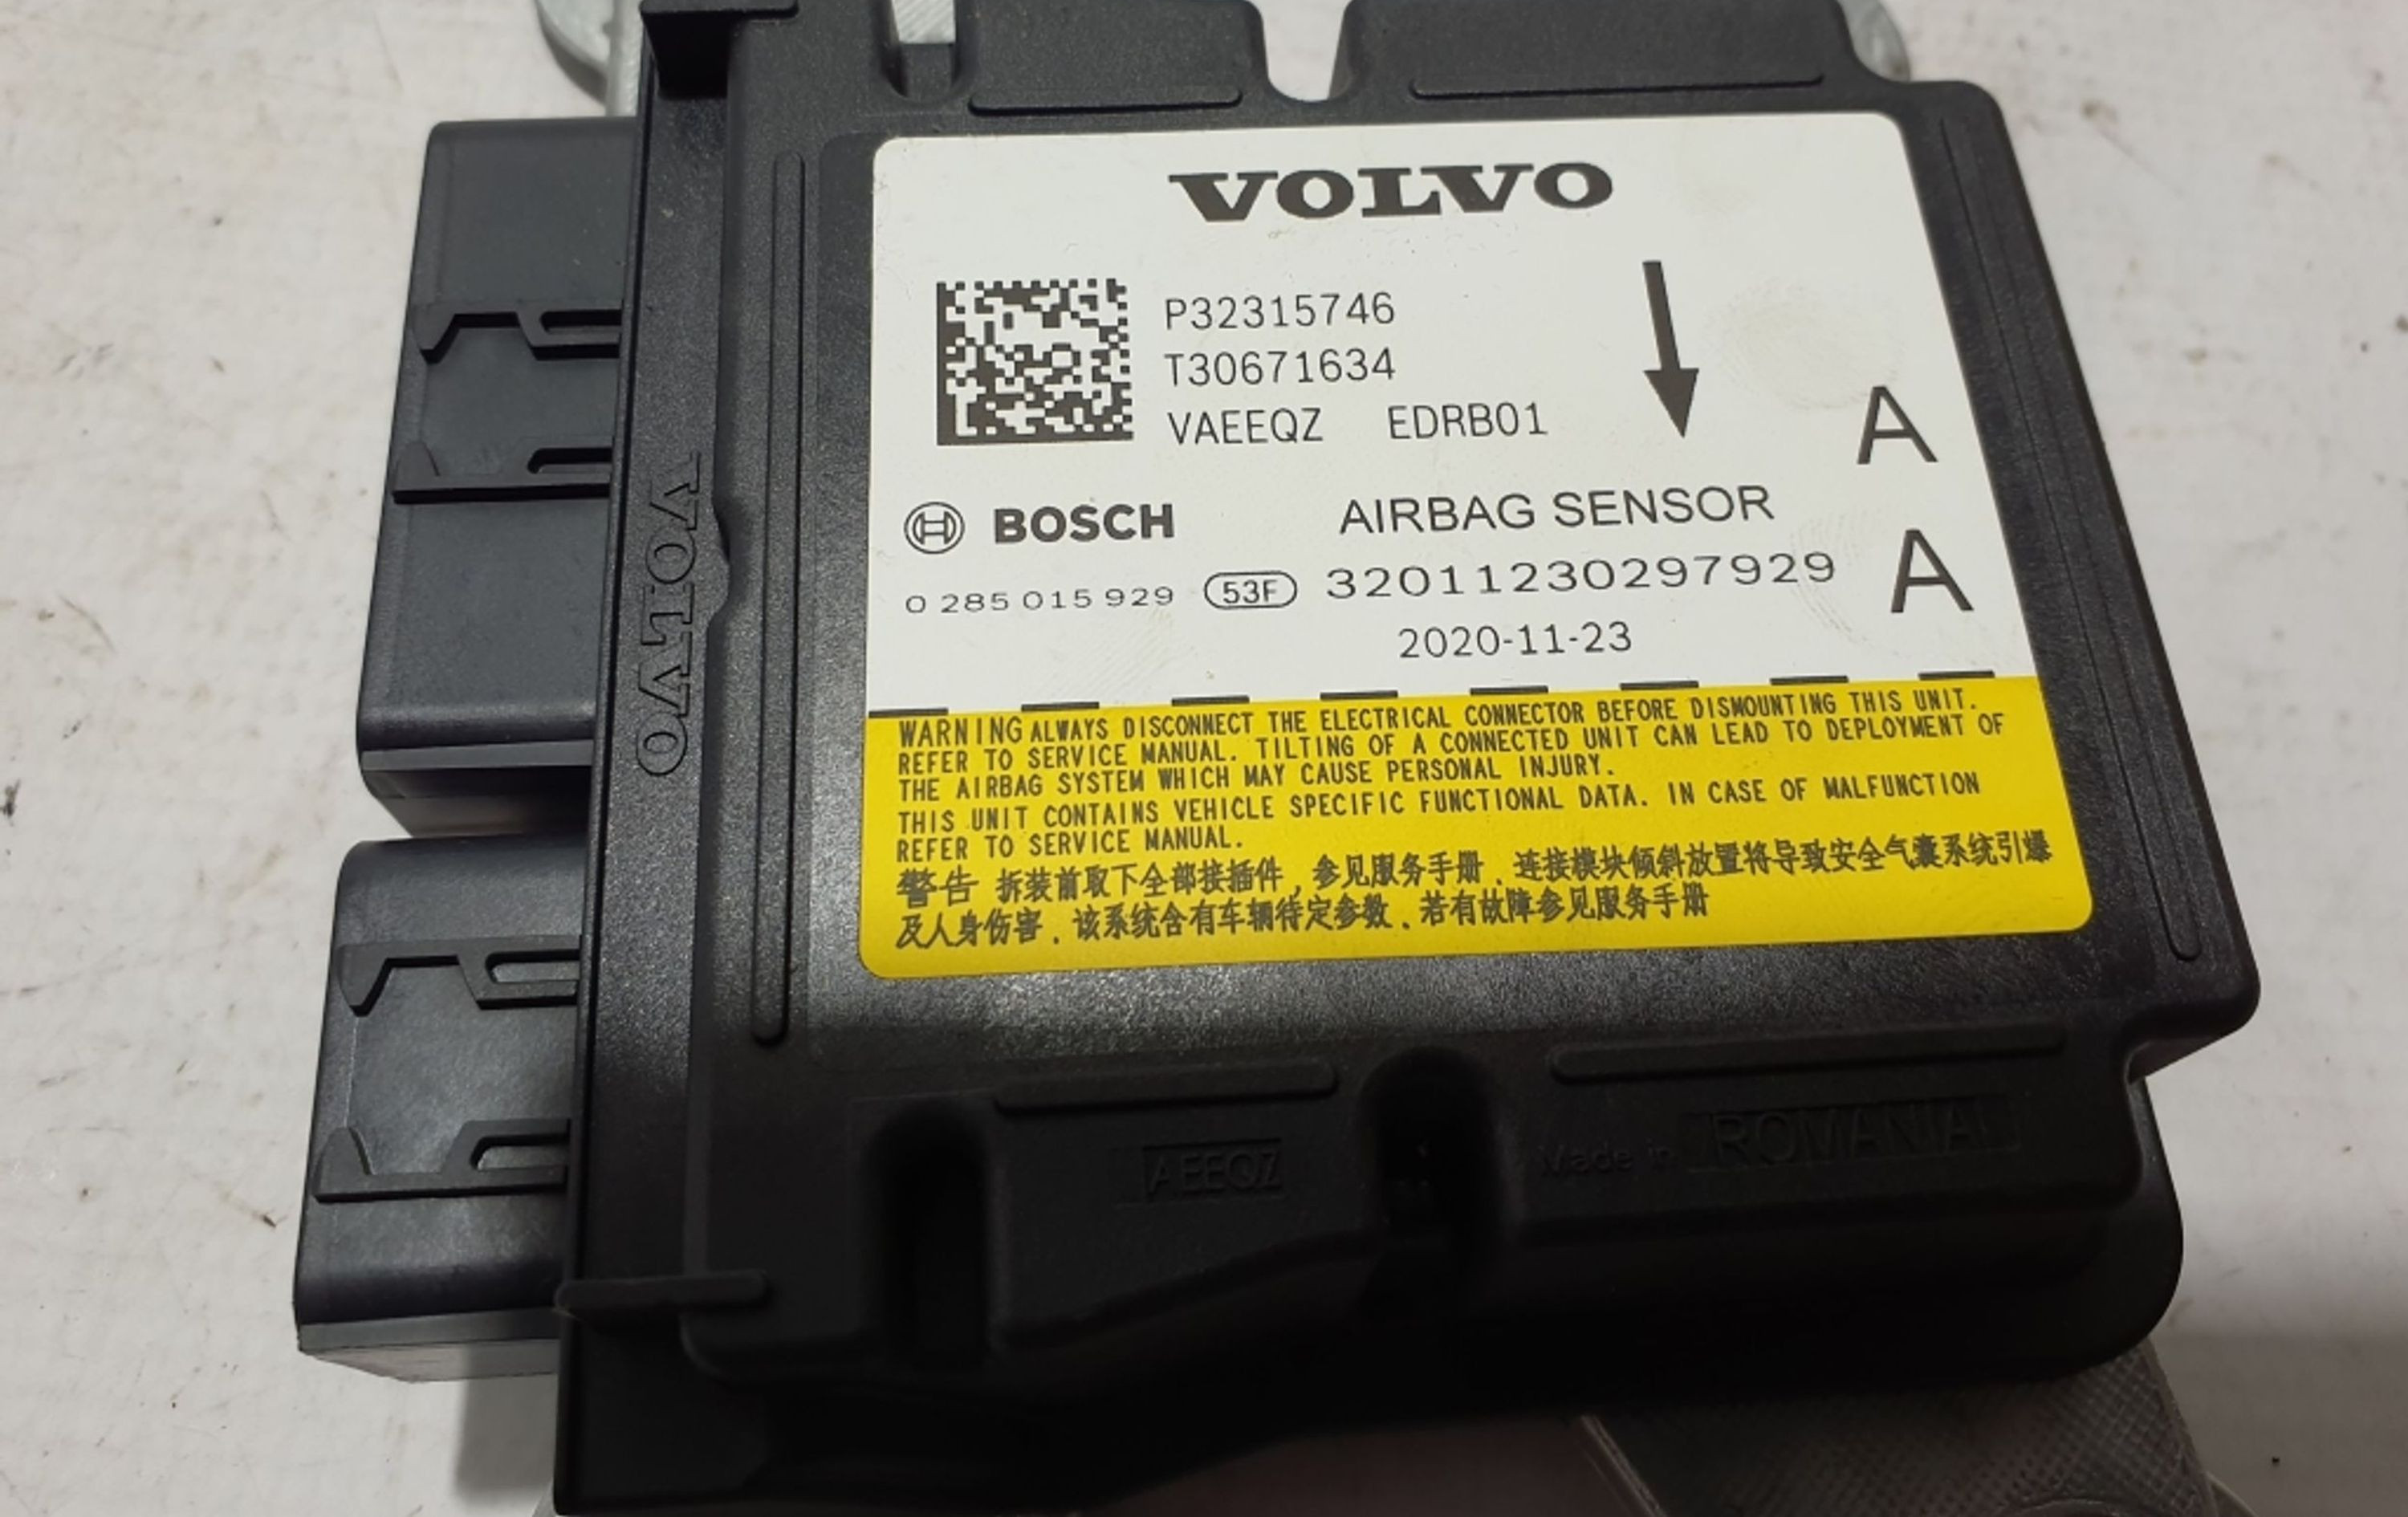 VOLVO
P32315746
T30671634
VAEEQZ EDRB01
A
BOSCH
AIRBAG SENSOR
0 285 015 929 53F 32011230297929
A
2020-11-23
WARNING ALWAYS DISCONNECT THE ELECTRICAL CONNECTOR BEFORE DISMOUNTING THIS UNIT.
REFER TO SERVICE MANUAL. TILTING OF A CONNECTED UNIT CAN LEAD TO DEPLOYMENT OF
THE AIRBAG SYSTEM WHICH MAY CAUSE PERSONAL INJURY.
THIS UNIT CONTAINS VEHICLE SPECIFIC FUNCTIONAL DATA. IN CASE OF MALFUNCTION
REFER TO SERVICE MANUAL.
警告 拆装前取下全部接插件, 参见服务手册. 连接模块倾斜放置将导致安全气囊系统引爆
及人身伤害. 该系统含有车辆待定参数. 若有故障参见服务手册
VOLVO
AEEQZ
Made in ROMANIA